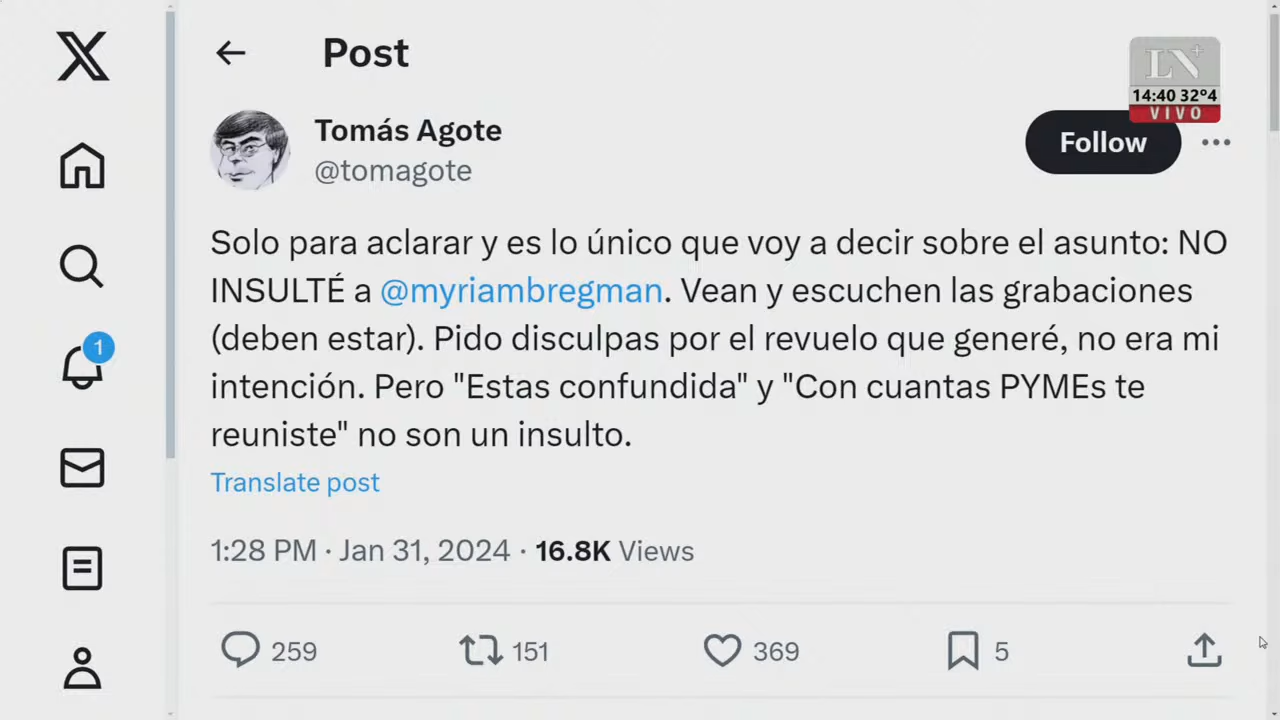 Post
LN+
14:40 32°4
VIVO
Tomás Agote
@tomagote
Follow
Solo para aclarar y es lo único que voy a decir sobre el asunto: NO
INSULTÉ a @myriambregman. Vean y escuchen las grabaciones
(deben estar). Pido disculpas por el revuelo que generé, no era mi
intención. Pero "Estas confundida" y "Con cuantas PYMEs te
reuniste" no son un insulto.
Translate post
1:28 PM · Jan 31, 2024 · 16.8K Views
1
259 151 369 5